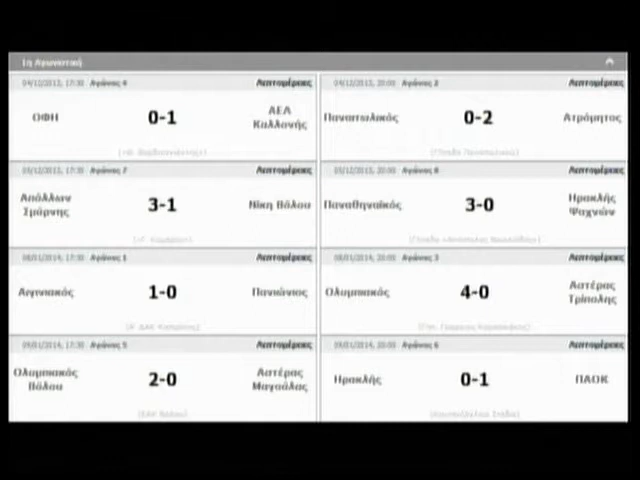 1η Αγωνιστική
04/12/2013, 17:30 Αγώνας 4 Λεπτομέρειες
ΟΦΗ 0-1 ΑΕΛ Καλλονής
04/12/2013, 20:00 Αγώνας 2 Λεπτομέρειες
Παναιτωλικός 0-2 Ατρόμητος
05/12/2013, 17:30 Αγώνας 7 Λεπτομέρειες
Απόλλων Σμύρνης 3-1 Νίκη Βόλου
05/12/2013, 20:00 Αγώνας 8 Λεπτομέρειες
Παναθηναϊκός 3-0 Ηρακλής Ψαχνών
08/01/2014, 17:30 Αγώνας 1 Λεπτομέρειες
Αιγινιακός 1-0 Πανιώνιος
08/01/2014, 20:00 Αγώνας 3 Λεπτομέρειες
Ολυμπιακός 4-0 Αστέρας Τρίπολης
09/01/2014, 17:30 Αγώνας 5 Λεπτομέρειες
Ολυμπιακός Βόλου 2-0 Αστέρας Μαγούλας
(ΕΑΚ Βόλου)
09/01/2014, 20:00 Αγώνας 6 Λεπτομέρειες
Ηρακλής 0-1 ΠΑΟΚ